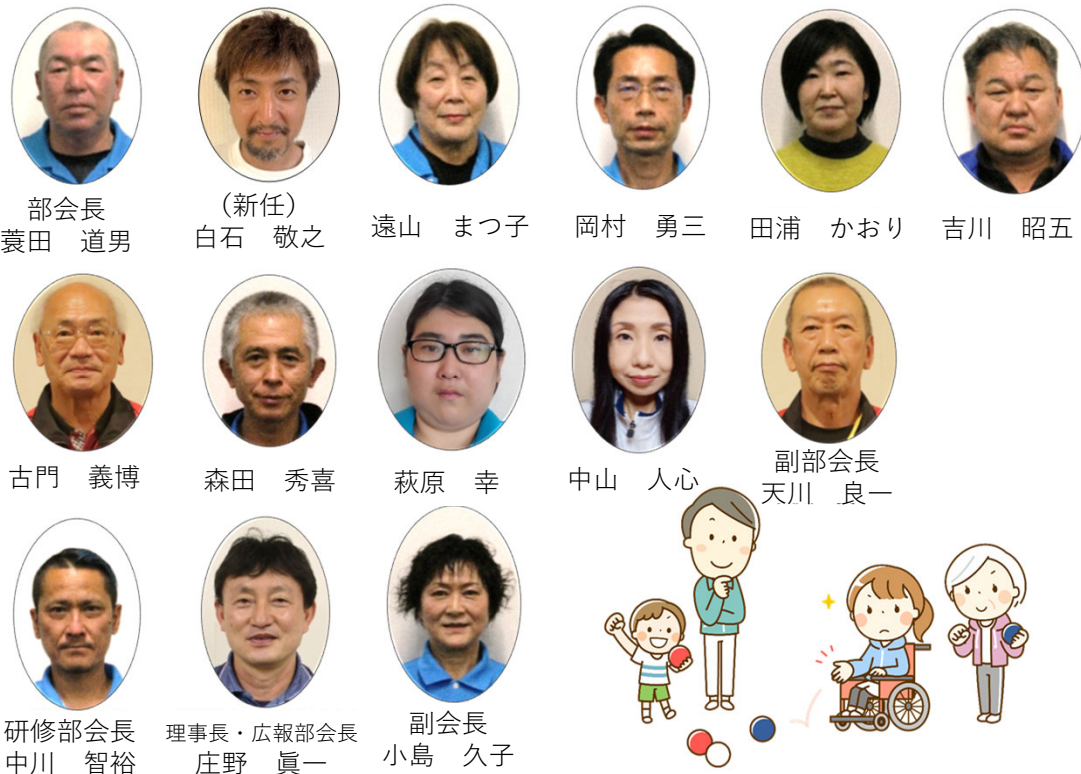 部会長
蓑田　道男
(新任)
白石　敬之
遠山　まつ子
岡村　勇三
田浦　かおり
吉川　昭五
古門　義博
森田　秀喜
萩原　幸
中山　人心
副部会長
天川　良一
研修部会長
中川　智裕
理事長・広報部会長
庄野　眞一
副会長
小島　久子